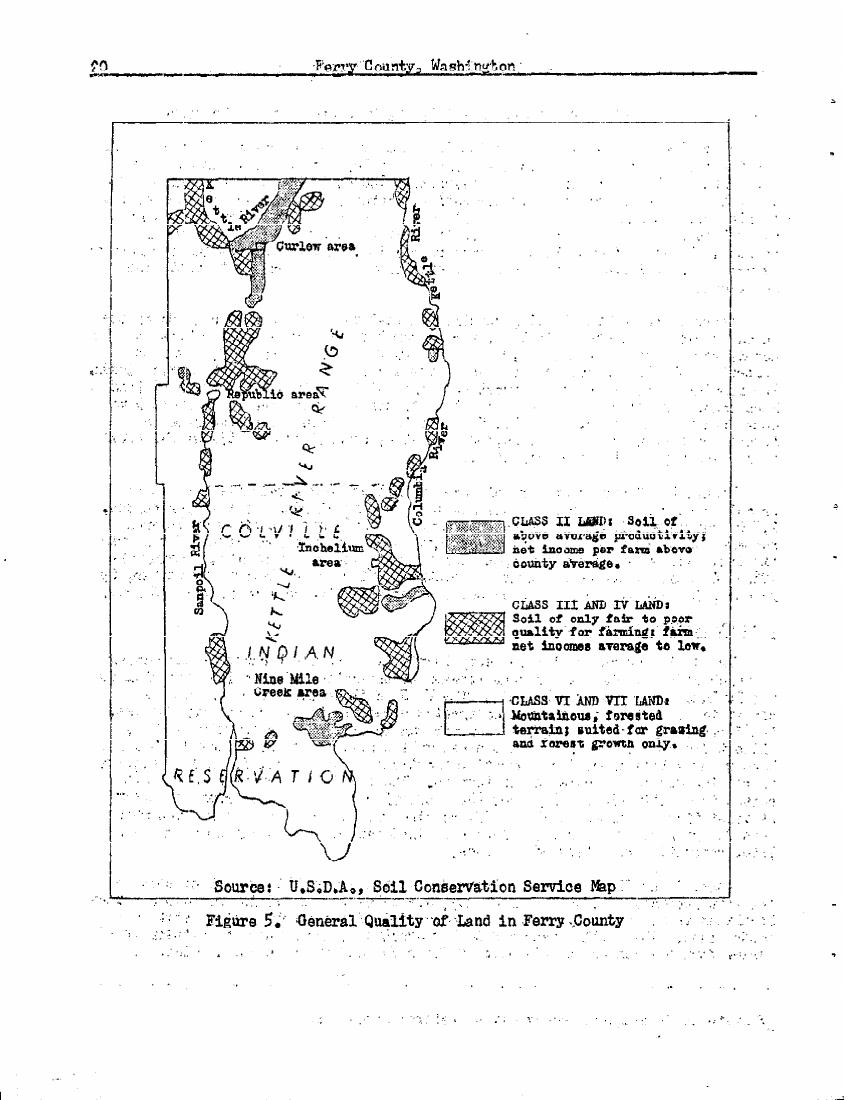 20 Ferry County, Washington
Kettle River
Kettle River
Curlew area
Republic area
KETTLE RIVER RANGE
Columbia River
Sanpoil River
COLVILLE
Inchelium
area
INDIAN
Nine Mile
Creek area
RESERVATION
CLASS II LAND: Soil of
above average productivity;
net income per farm above
county average.
CLASS III AND IV LAND:
Soil of only fair to poor
quality for farming; farm
net incomes average to low.
CLASS VI AND VII LAND:
Mountainous, forested
terrain; suited for grazing
and forest growth only.
Source: U.S.D.A., Soil Conservation Service Map
Figure 5. General Quality of Land in Ferry County